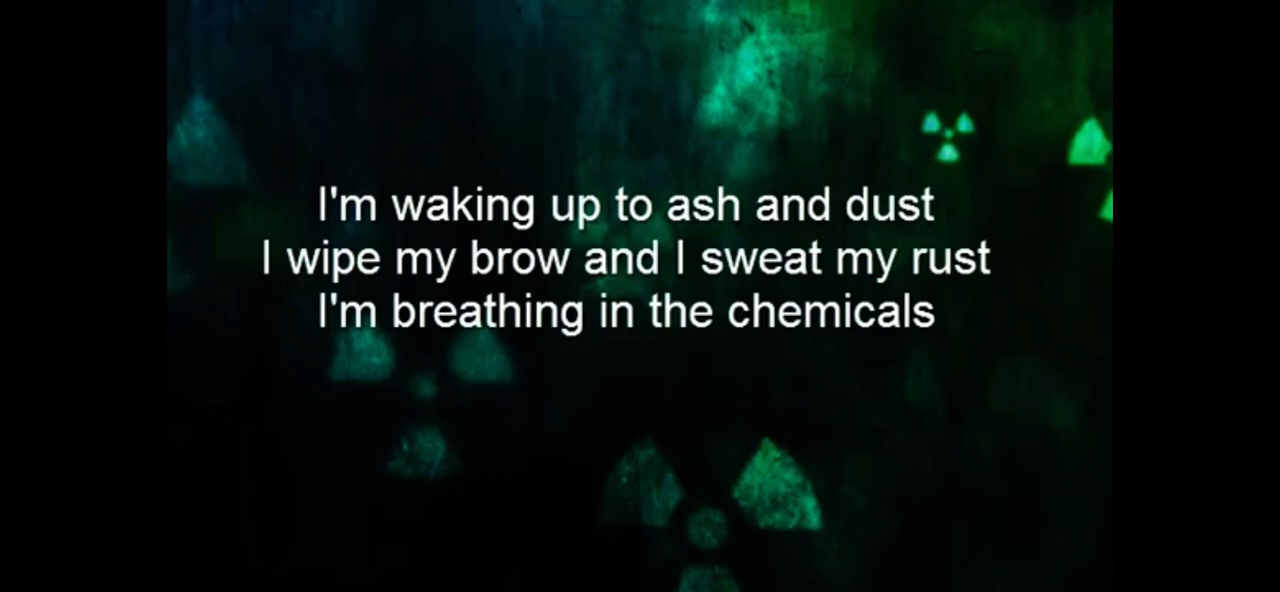 I'm waking up to ash and dust
I wipe my brow and I sweat my rust
I'm breathing in the chemicals